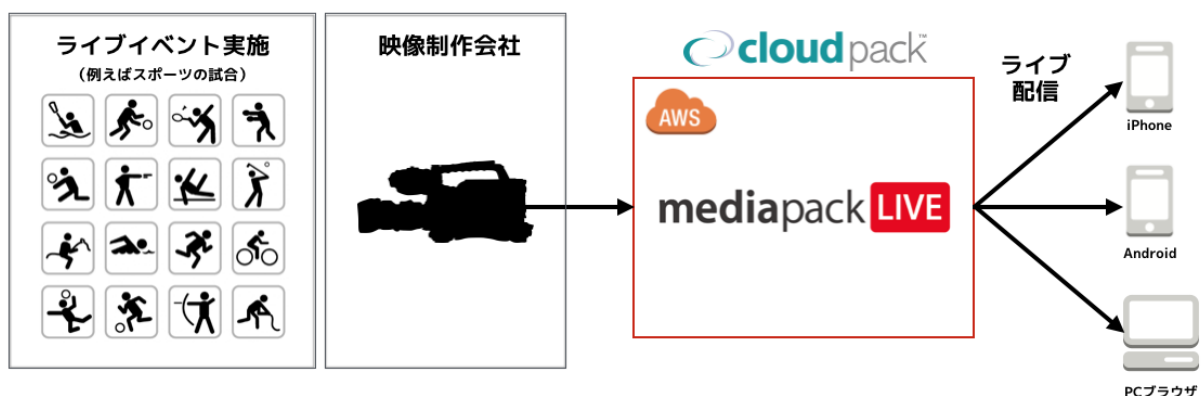 ライブイベント実施
（例えばスポーツの試合）
映像制作会社
cloudpack™
AWS
mediapack LIVE
ライブ
配信
iPhone
Android
PCブラウザ